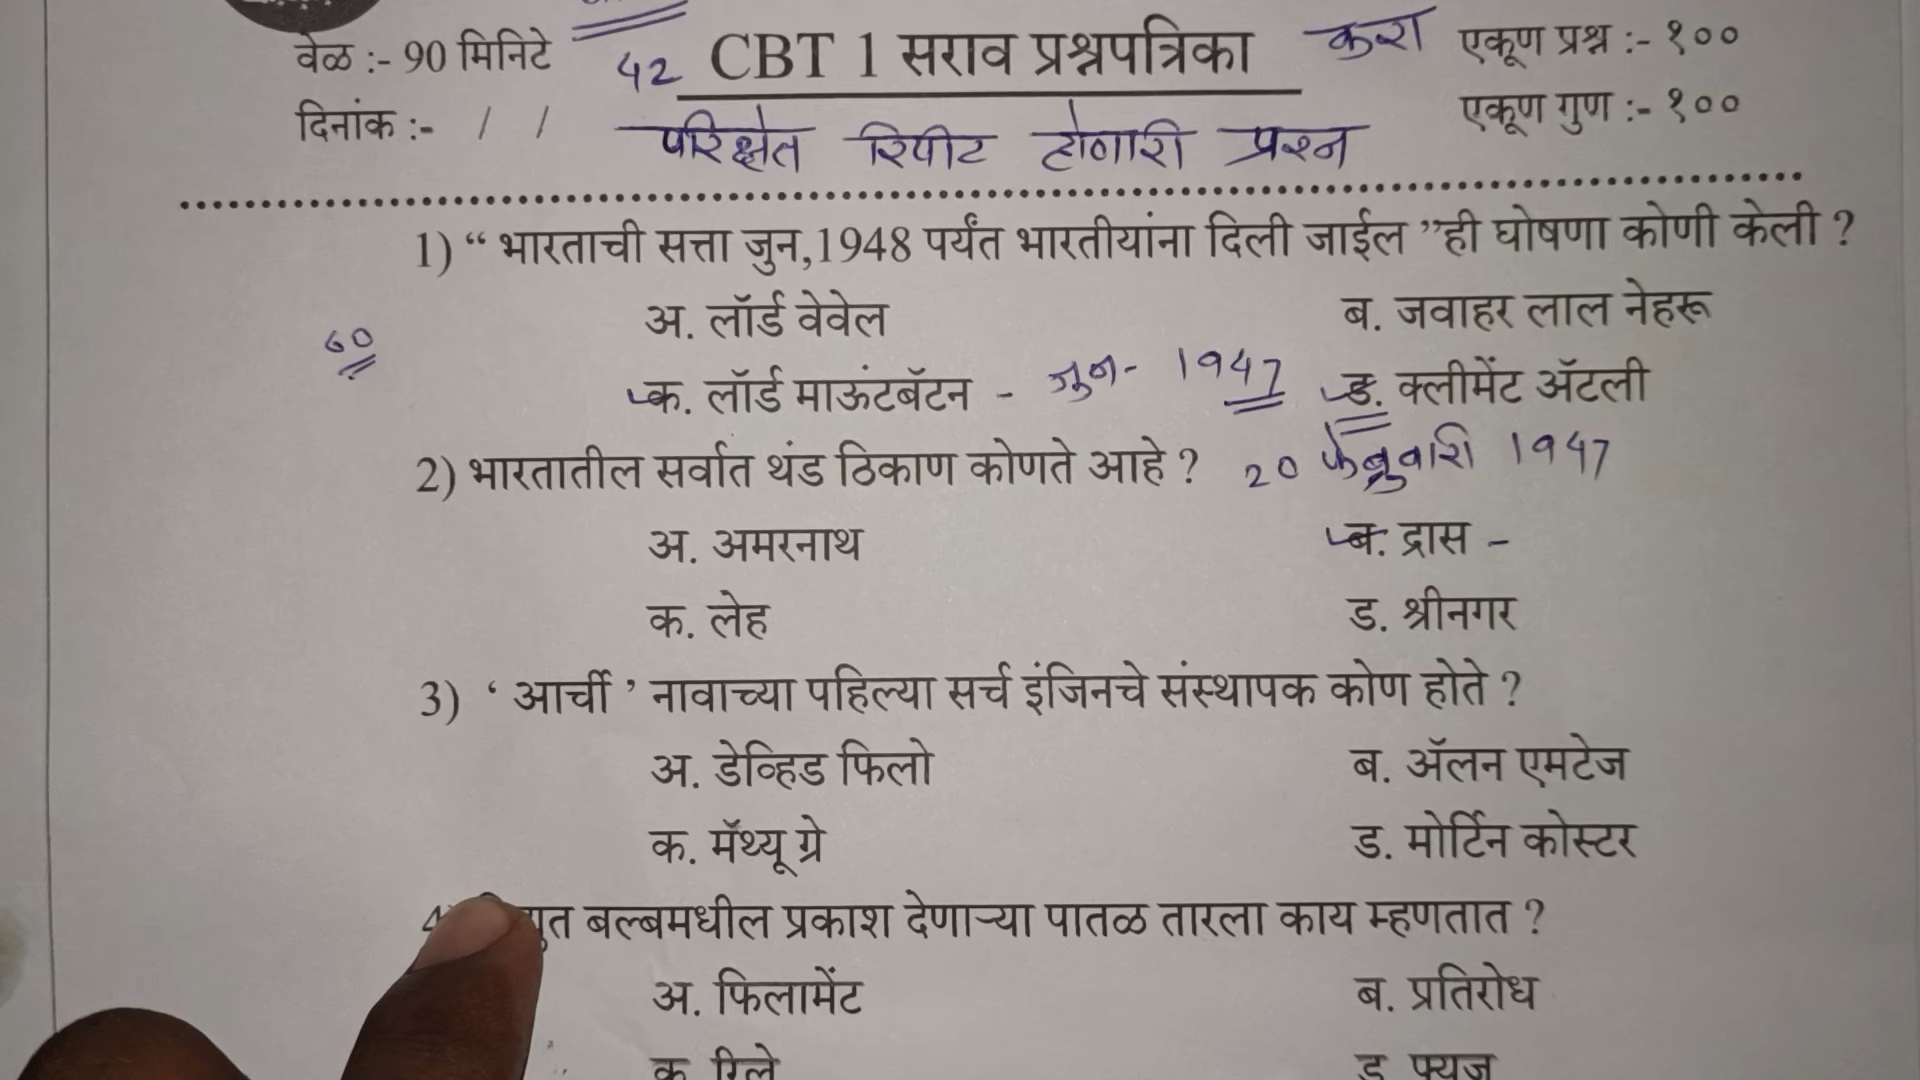 वेळ :- 90 मिनिटे 42 CBT 1 सराव प्रश्नपत्रिका करा एकूण प्रश्न :- १००
दिनांक :- / / परिक्षेत रिपीट होणारी प्रश्न एकूण गुण :- १००
1) “ भारताची सत्ता जुन,1948 पर्यंत भारतीयांना दिली जाईल ”ही घोषणा कोणी केली ?
अ. लॉर्ड वेवेल ब. जवाहर लाल नेहरू
60
क. लॉर्ड माऊंटबॅटन - जुन - 1947 ड. क्लीमेंट ॲटली
2) भारतातील सर्वात थंड ठिकाण कोणते आहे ? 20 फेब्रुवारि 1947
अ. अमरनाथ ब. द्रास -
क. लेह ड. श्रीनगर
3) ‘ आर्ची ’ नावाच्या पहिल्या सर्च इंजिनचे संस्थापक कोण होते ?
अ. डेव्हिड फिलो ब. ॲलन एमटेज
क. मॅथ्यू ग्रे ड. मोर्टिन कोस्टर
बल्बमधील प्रकाश देणाऱ्या पातळ तारला काय म्हणतात ?
अ. फिलामेंट ब. प्रतिरोध
क रिले ड फ्यूज